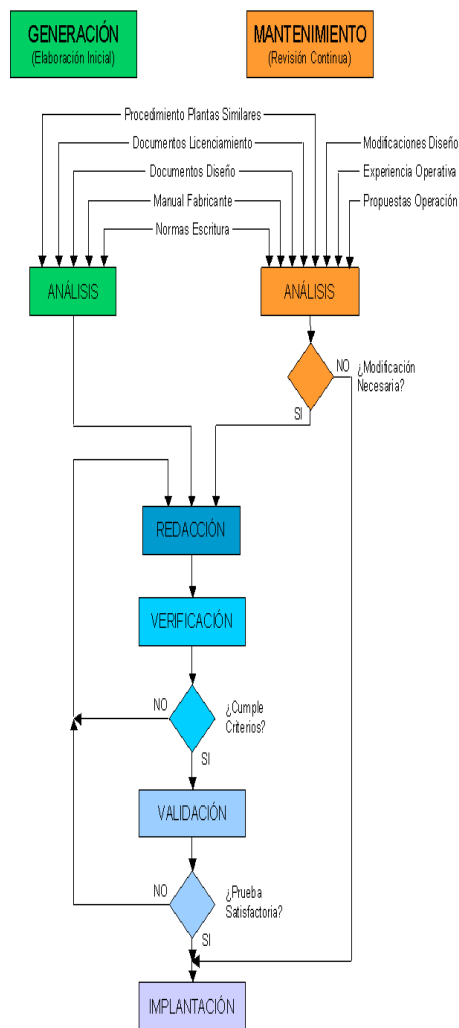 GENERACIÓN
(Elaboración Inicial)
MANTENIMIENTO
(Revisión Continua)
Procedimiento Plantas Similares
Documentos Licenciamiento
Modificaciones Diseño
Documentos Diseño
Experiencia Operativa
Manual Fabricante
Propuestas Operación
Normas Escritura
ANÁLISIS
ANÁLISIS
NO
¿Modificación
Necesaria?
SI
REDACCIÓN
VERIFICACIÓN
NO
¿Cumple
Criterios?
SI
VALIDACIÓN
NO
¿Prueba
Satisfactoria?
SI
IMPLANTACIÓN